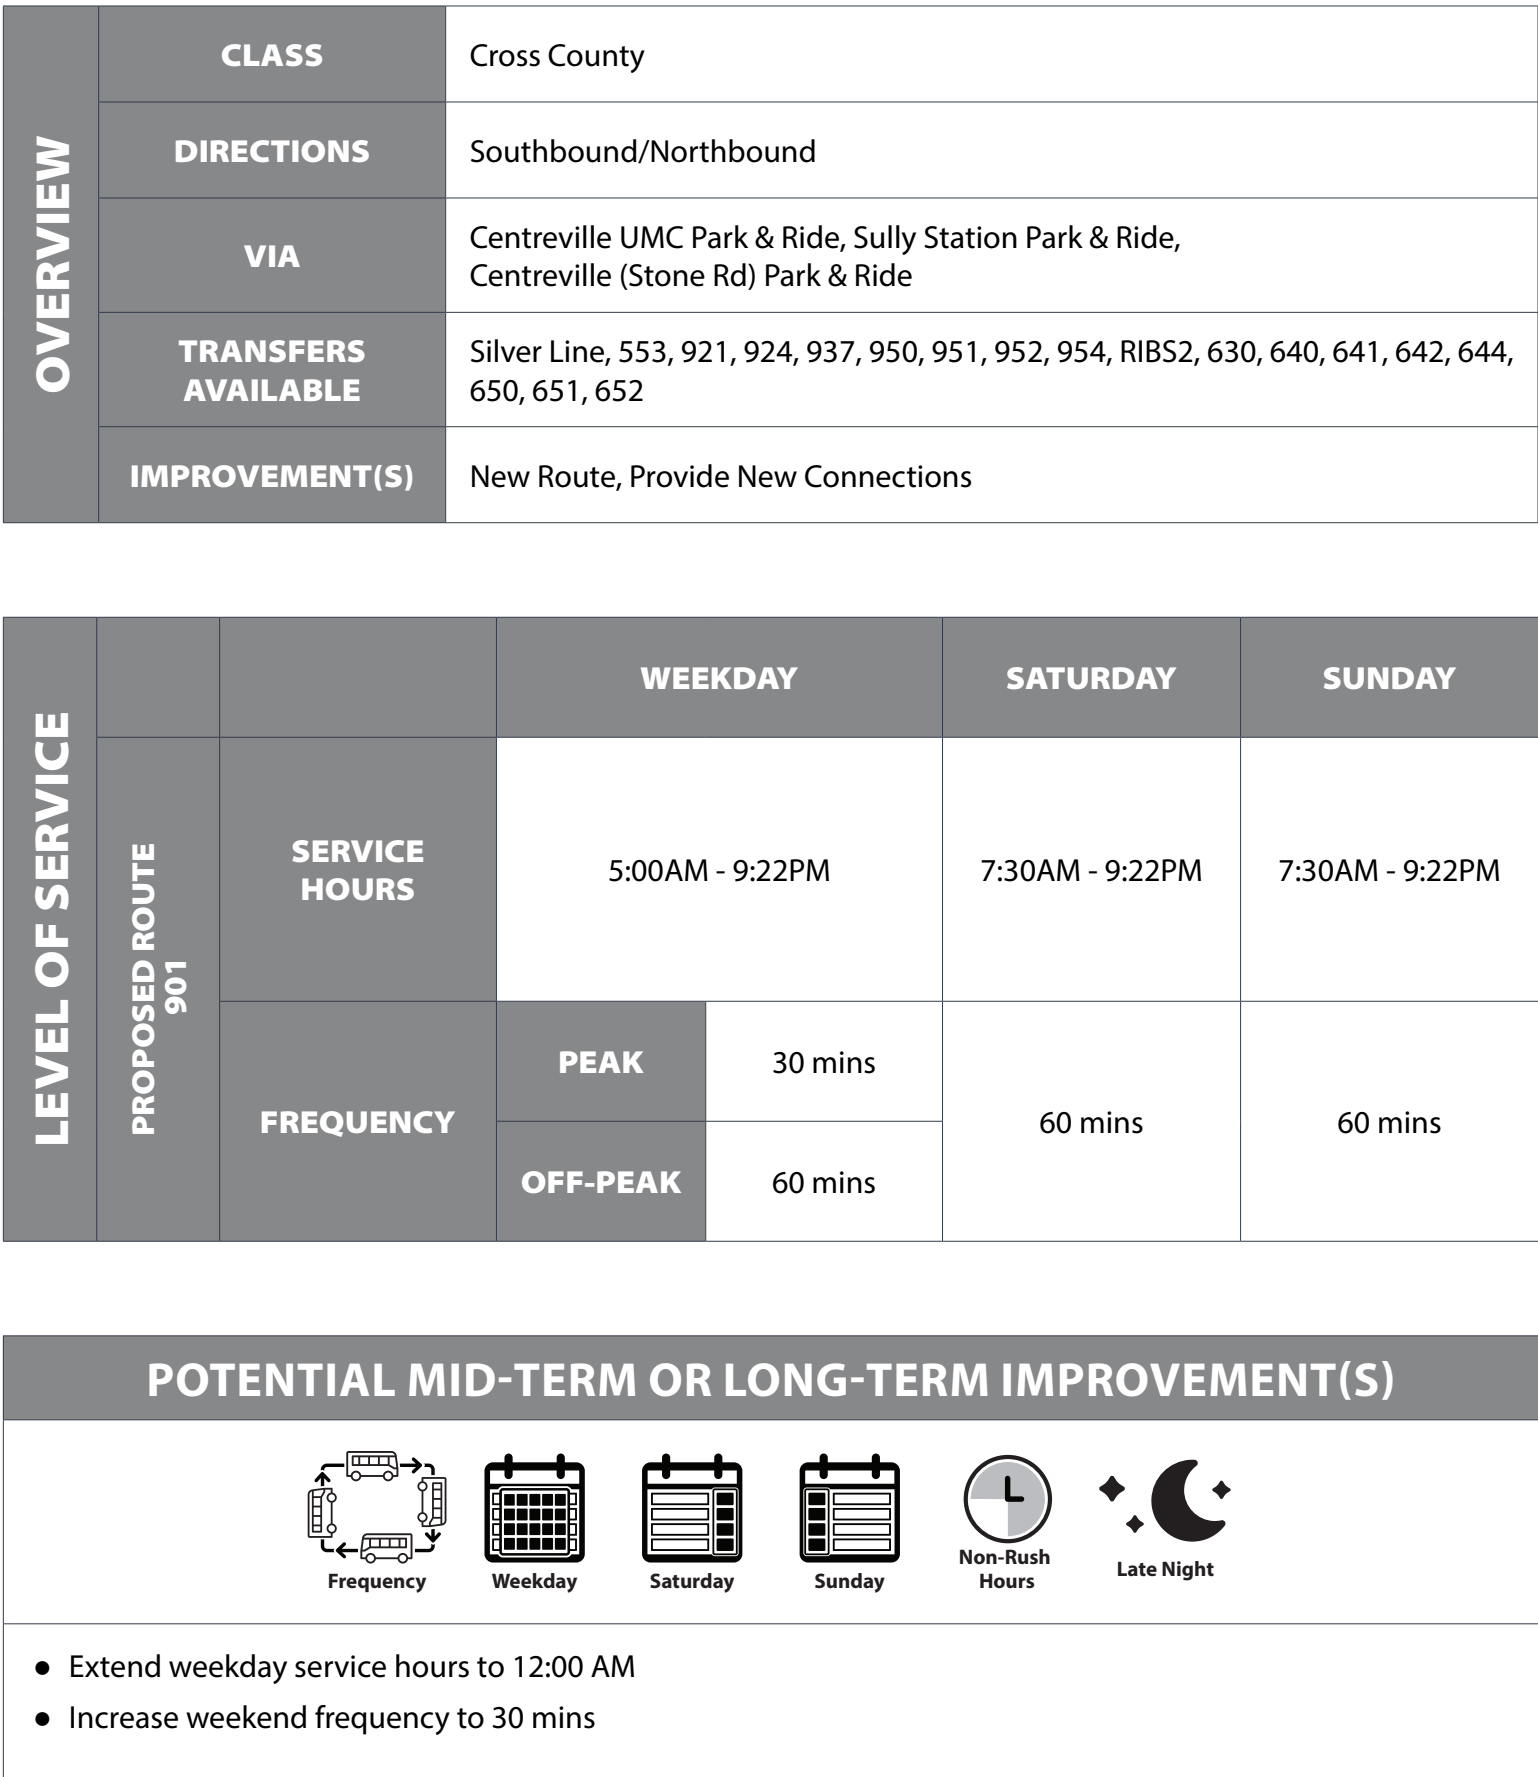 OVERVIEW
CLASS
Cross County
DIRECTIONS
Southbound/Northbound
VIA
Centreville UMC Park & Ride, Sully Station Park & Ride,
Centreville (Stone Rd) Park & Ride
TRANSFERS
AVAILABLE
Silver Line, 553, 921, 924, 937, 950, 951, 952, 954, RIBS2, 630, 640, 641, 642, 644,
650, 651, 652
IMPROVEMENT(S)
New Route, Provide New Connections
LEVEL OF SERVICE
WEEKDAY
SATURDAY
SUNDAY
PROPOSED ROUTE
901
SERVICE
HOURS
5:00AM - 9:22PM
7:30AM - 9:22PM
7:30AM - 9:22PM
FREQUENCY
PEAK
30 mins
OFF-PEAK
60 mins
60 mins
60 mins
POTENTIAL MID-TERM OR LONG-TERM IMPROVEMENT(S)
Frequency
Weekday
Saturday
Sunday
Non-Rush
Hours
Late Night
● Extend weekday service hours to 12:00 AM
● Increase weekend frequency to 30 mins